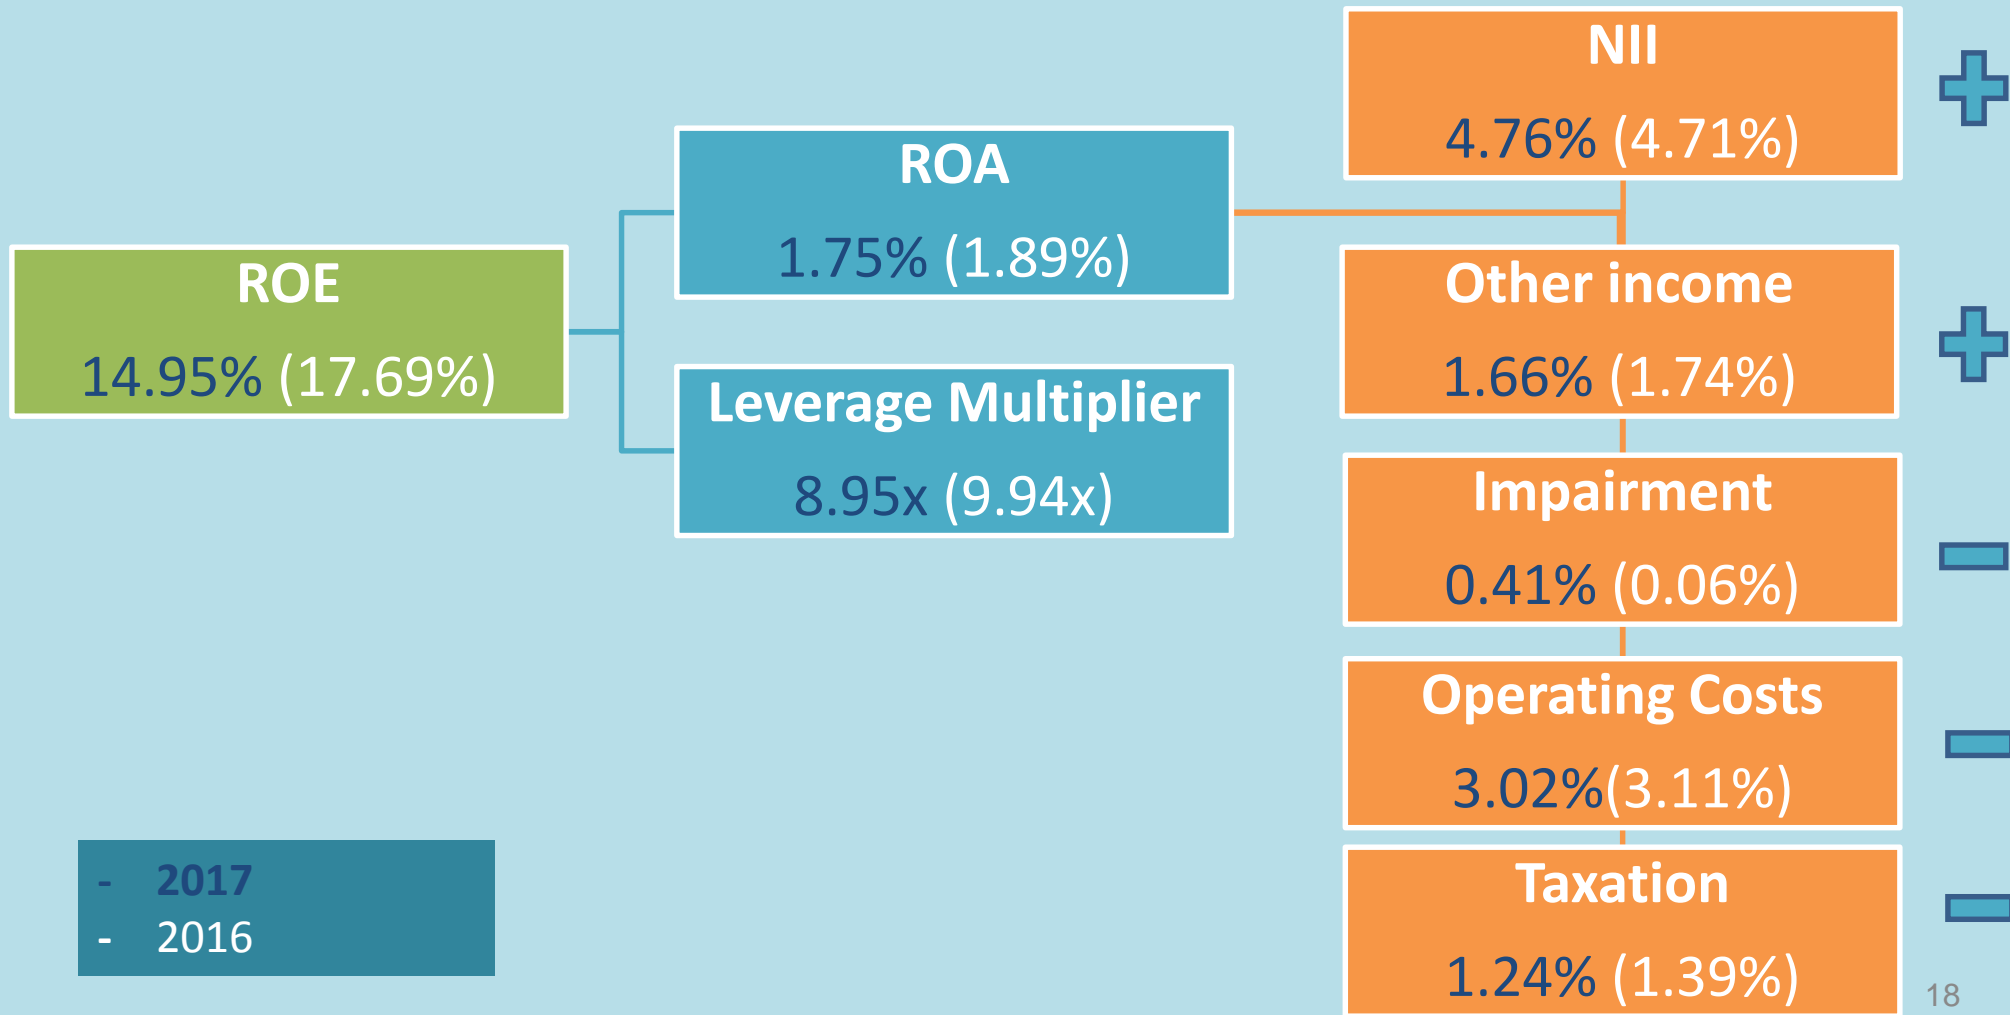 ROE
14.95% (17.69%)
ROA
1.75% (1.89%)
Leverage Multiplier
8.95x (9.94x)
NII
4.76% (4.71%)
Other income
1.66% (1.74%)
Impairment
0.41% (0.06%)
Operating Costs
3.02%(3.11%)
Taxation
1.24% (1.39%)
- 2017
- 2016
18